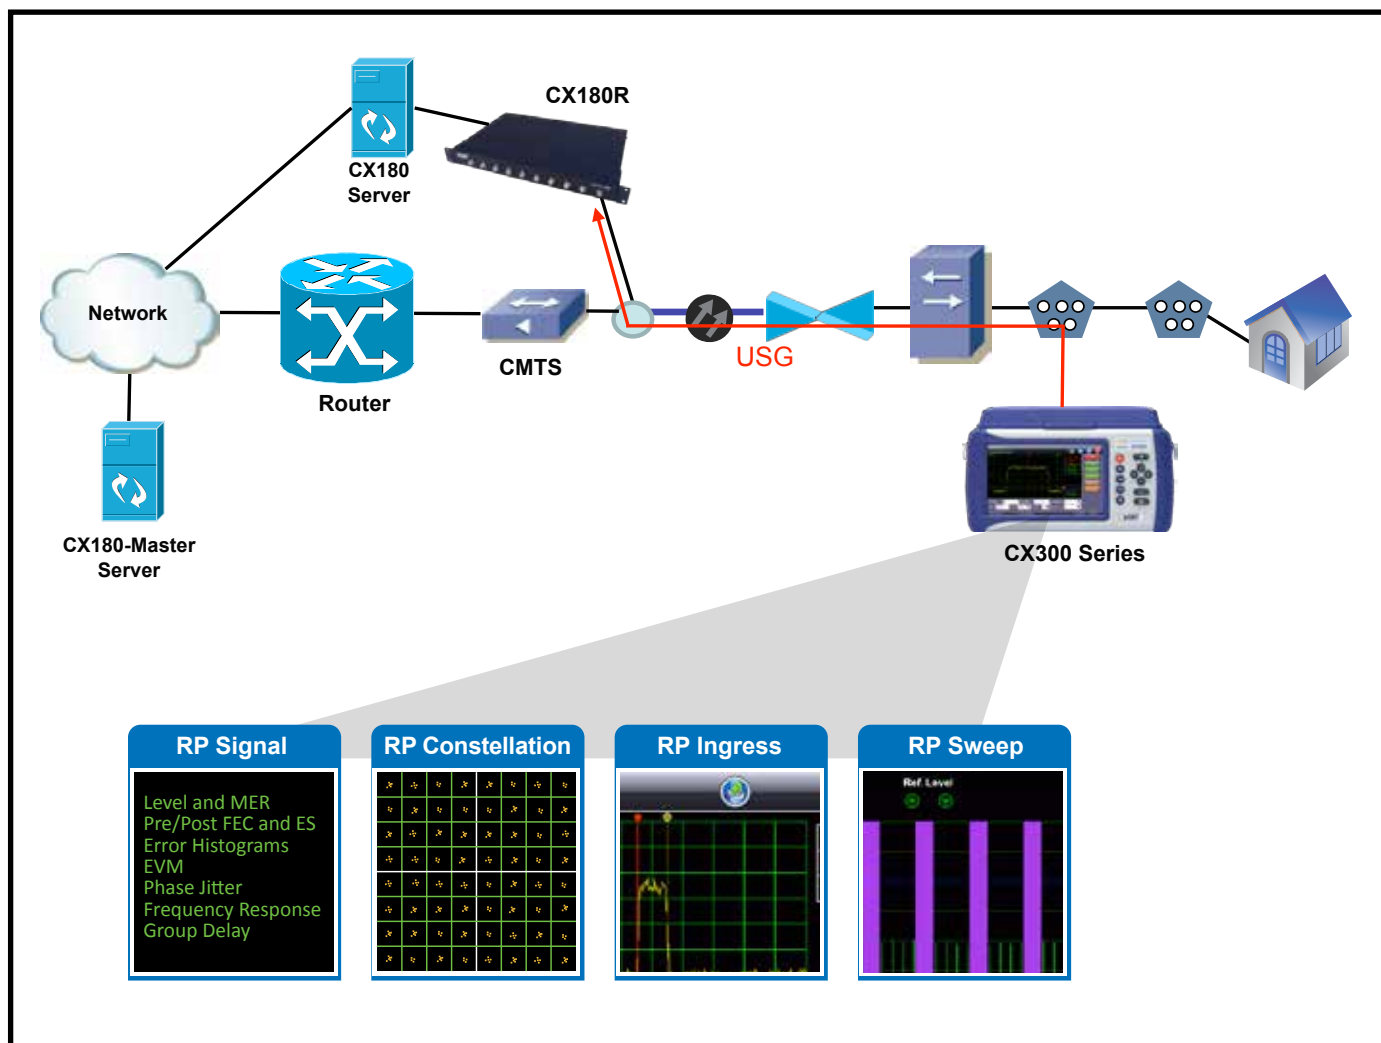 CX180R
CX180
Server
Network
Router
CMTS
USG
CX180-Master
Server
CX300 Series
RP Signal
Level and MER
Pre/Post FEC and ES
Error Histograms
EVM
Phase Jitter
Frequency Response
Group Delay
RP Constellation
RP Ingress
RP Sweep
Ref. Level